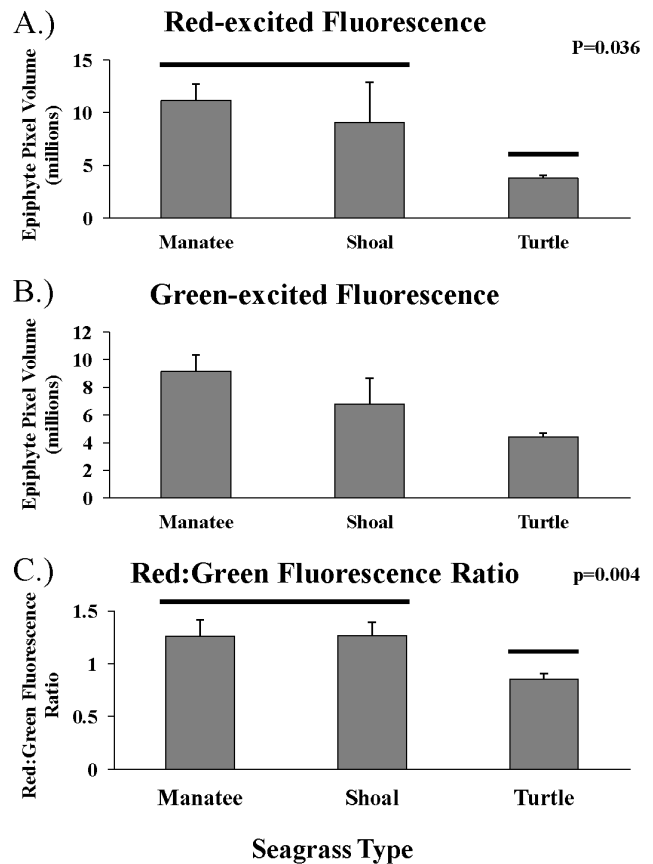 A.)
Red-excited Fluorescence
P=0.036
Epiphyte Pixel Volume
(millions)
15
10
5
0
Manatee
Shoal
Turtle
B.)
Green-excited Fluorescence
Epiphyte Pixel Volume
(millions)
12
10
8
6
4
2
0
Manatee
Shoal
Turtle
C.)
Red:Green Fluorescence Ratio
p=0.004
Red:Green Fluorescence
Ratio
1.5
1
0.5
0
Manatee
Shoal
Turtle
Seagrass Type